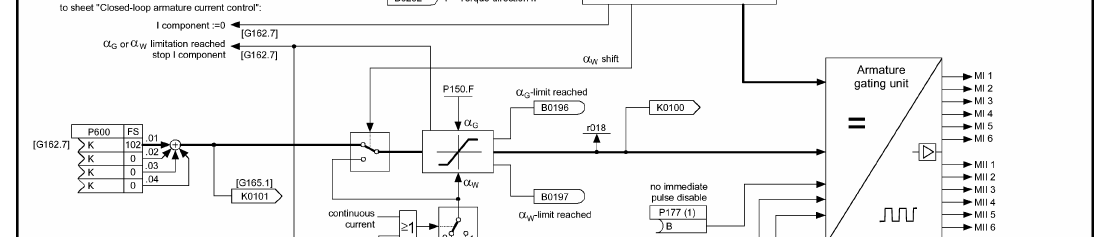 to sheet "Closed-loop armature current control":
I component :=0
[G162.7]
αG or αW limitation reached
stop I component
[G162.7]
αW shift
P150.F
αG
αG-limit reached
B0196
K0100
r018
Armature
gating unit
=
MI 1
MI 2
MI 3
MI 4
MI 5
MI 6
MII 1
MII 2
MII 3
MII 4
MII 5
MII 6
P600 FS
[G162.7]
K 102 .01
K 0 .02
K 0 .03
K 0 .04
+
[G165.1]
K0101
αW
B0197
αW-limit reached
continuous
current
≥1
no immediate
pulse disable
P177 (1)
B